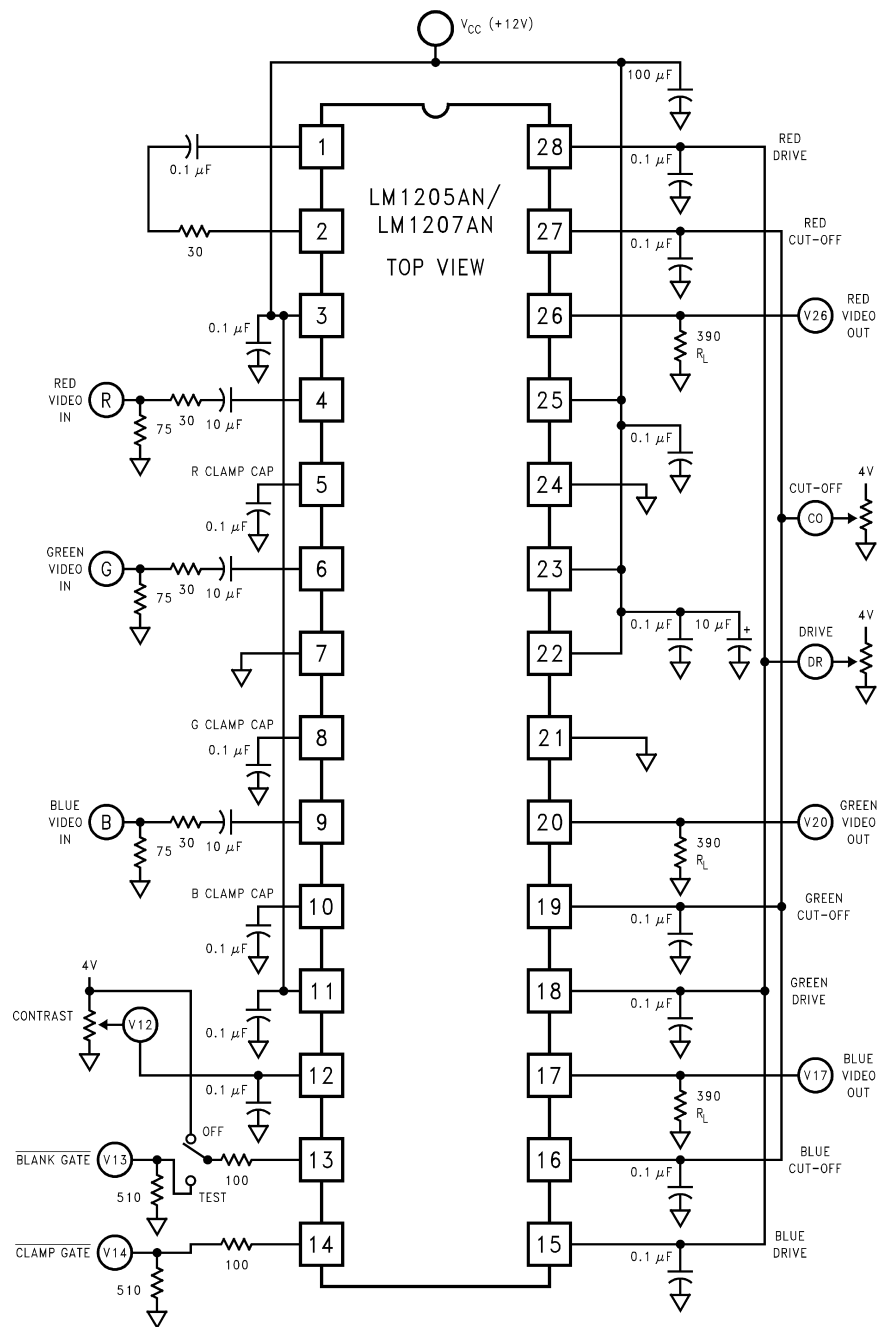 V_CC (+12V)
100 µF
1
0.1 µF
28
0.1 µF
RED
DRIVE
LM1205AN/
LM1207AN
TOP VIEW
2
30
27
0.1 µF
RED
CUT-OFF
3
0.1 µF
26
390
R_L
V26
RED
VIDEO
OUT
RED
VIDEO
IN
R
75
30
10 µF
4
25
0.1 µF
R CLAMP CAP
0.1 µF
5
24
CUT-OFF
CO
4V
GREEN
VIDEO
IN
G
75
30
10 µF
6
23
0.1 µF
10 µF
+
7
22
DRIVE
DR
4V
G CLAMP CAP
0.1 µF
8
21
BLUE
VIDEO
IN
B
75
30
10 µF
9
20
390
R_L
V20
GREEN
VIDEO
OUT
B CLAMP CAP
0.1 µF
10
19
0.1 µF
GREEN
CUT-OFF
4V
CONTRAST
V12
0.1 µF
11
18
0.1 µF
GREEN
DRIVE
0.1 µF
12
17
390
R_L
V17
BLUE
VIDEO
OUT
BLANK GATE
V13
510
OFF
TEST
100
13
16
0.1 µF
BLUE
CUT-OFF
CLAMP GATE
V14
510
100
14
15
0.1 µF
BLUE
DRIVE